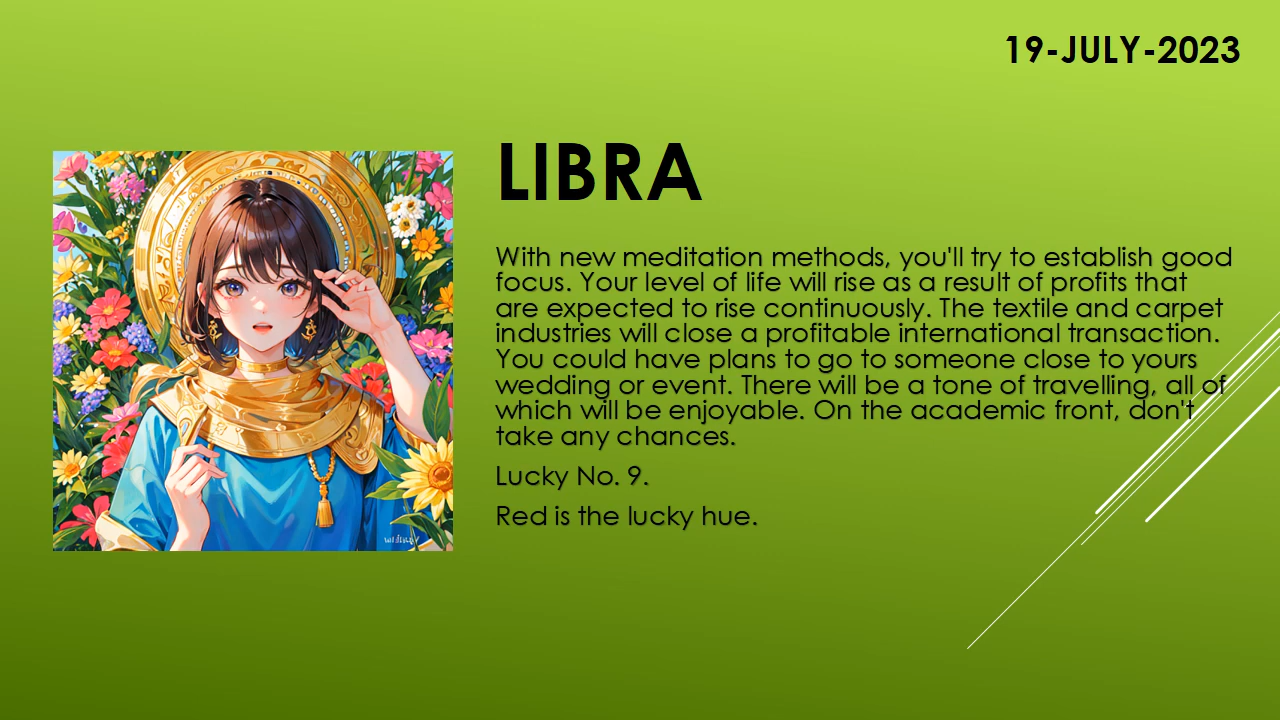 19-JULY-2023
LIBRA
With new meditation methods, you'll try to establish good
focus. Your level of life will rise as a result of profits that
are expected to rise continuously. The textile and carpet
industries will close a profitable international transaction.
You could have plans to go to someone close to yours
wedding or event. There will be a tone of travelling, all of
which will be enjoyable. On the academic front, don't
take any chances.
Lucky No. 9.
Red is the lucky hue.